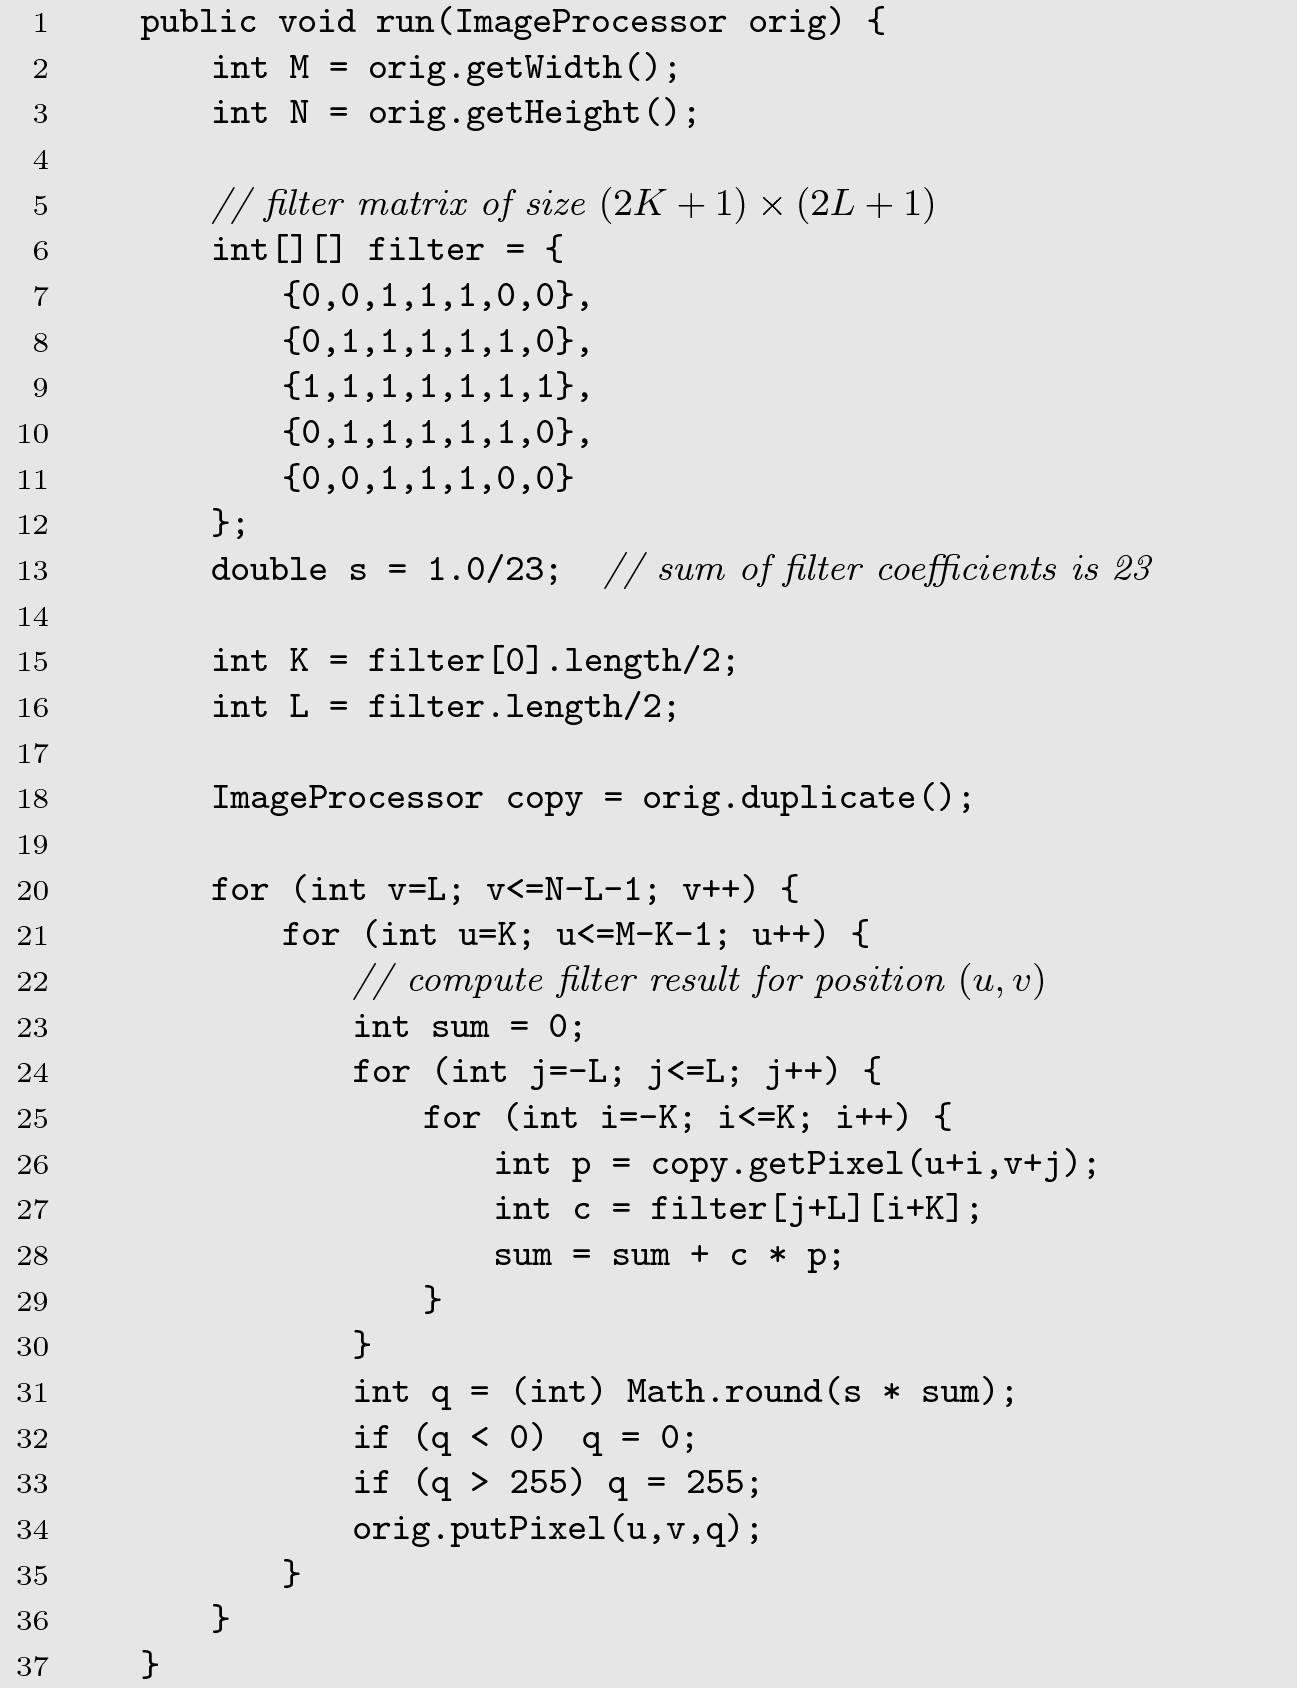 1 public void run(ImageProcessor orig) {
2 int M = orig.getWidth();
3 int N = orig.getHeight();
4
5 // filter matrix of size (2K + 1) × (2L + 1)
6 int[][] filter = {
7 {0,0,1,1,1,0,0},
8 {0,1,1,1,1,1,0},
9 {1,1,1,1,1,1,1},
10 {0,1,1,1,1,1,0},
11 {0,0,1,1,1,0,0}
12 };
13 double s = 1.0/23; // sum of filter coefficients is 23
14
15 int K = filter[0].length/2;
16 int L = filter.length/2;
17
18 ImageProcessor copy = orig.duplicate();
19
20 for (int v=L; v<=N-L-1; v++) {
21 for (int u=K; u<=M-K-1; u++) {
22 // compute filter result for position (u, v)
23 int sum = 0;
24 for (int j=-L; j<=L; j++) {
25 for (int i=-K; i<=K; i++) {
26 int p = copy.getPixel(u+i,v+j);
27 int c = filter[j+L][i+K];
28 sum = sum + c * p;
29 }
30 }
31 int q = (int) Math.round(s * sum);
32 if (q < 0) q = 0;
33 if (q > 255) q = 255;
34 orig.putPixel(u,v,q);
35 }
36 }
37 }